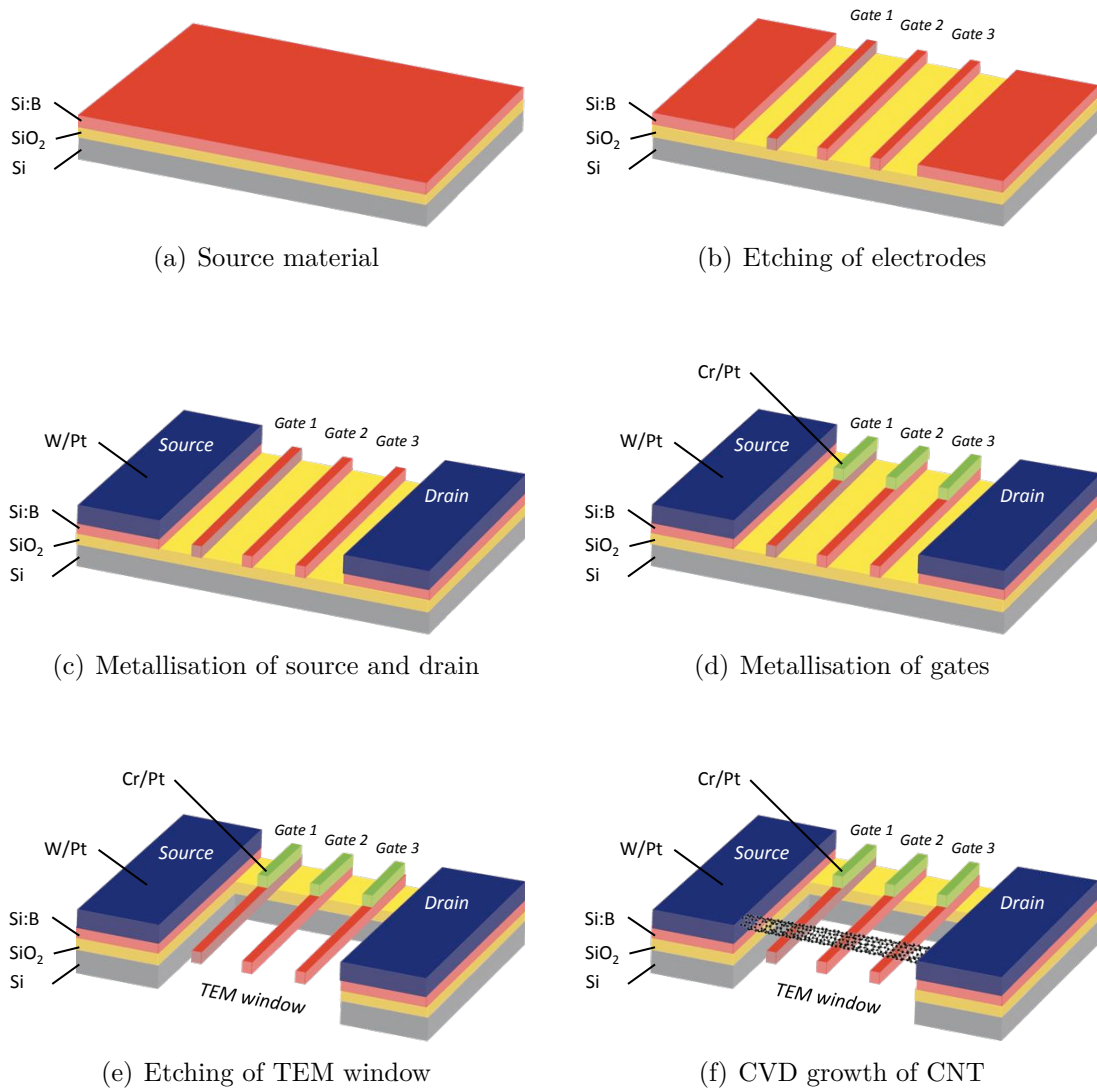 Si:B
SiO₂
Si
(a) Source material
Gate 1
Gate 2
Gate 3
Si:B
SiO₂
Si
(b) Etching of electrodes
W/Pt
Source
Gate 1
Gate 2
Gate 3
Drain
Si:B
SiO₂
Si
(c) Metallisation of source and drain
Cr/Pt
W/Pt
Source
Gate 1
Gate 2
Gate 3
Drain
Si:B
SiO₂
Si
(d) Metallisation of gates
Cr/Pt
W/Pt
Source
Gate 1
Gate 2
Gate 3
Drain
Si:B
SiO₂
Si
TEM window
(e) Etching of TEM window
Cr/Pt
W/Pt
Source
Gate 1
Gate 2
Gate 3
Drain
Si:B
SiO₂
Si
TEM window
(f) CVD growth of CNT